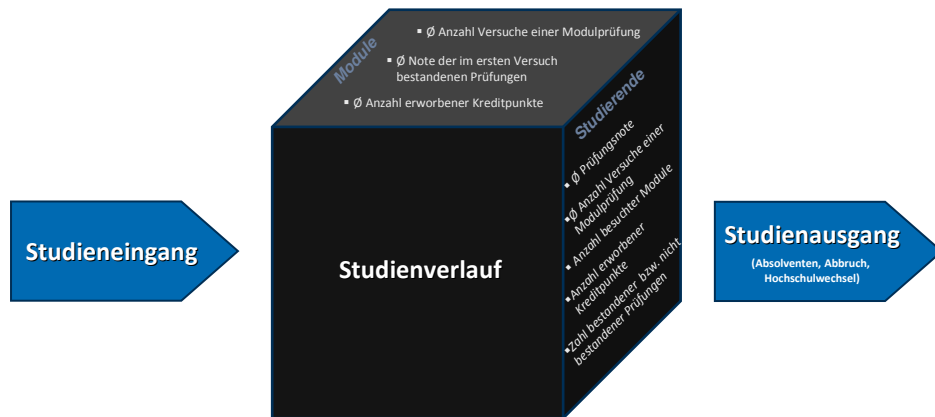 Studieneingang
Module
▪ Ø Anzahl Versuche einer Modulprüfung
▪ Ø Note der im ersten Versuch
bestandenen Prüfungen
▪ Ø Anzahl erworbener Kreditpunkte
Studienverlauf
Studierende
▪ Ø Prüfungsnote
▪ Ø Anzahl Versuche einer
Modulprüfung
▪ Anzahl besuchter Module
▪ Anzahl erworbener
Kreditpunkte
▪ Zahl bestandener bzw. nicht
bestandener Prüfungen
Studienausgang
(Absolventen, Abbruch,
Hochschulwechsel)